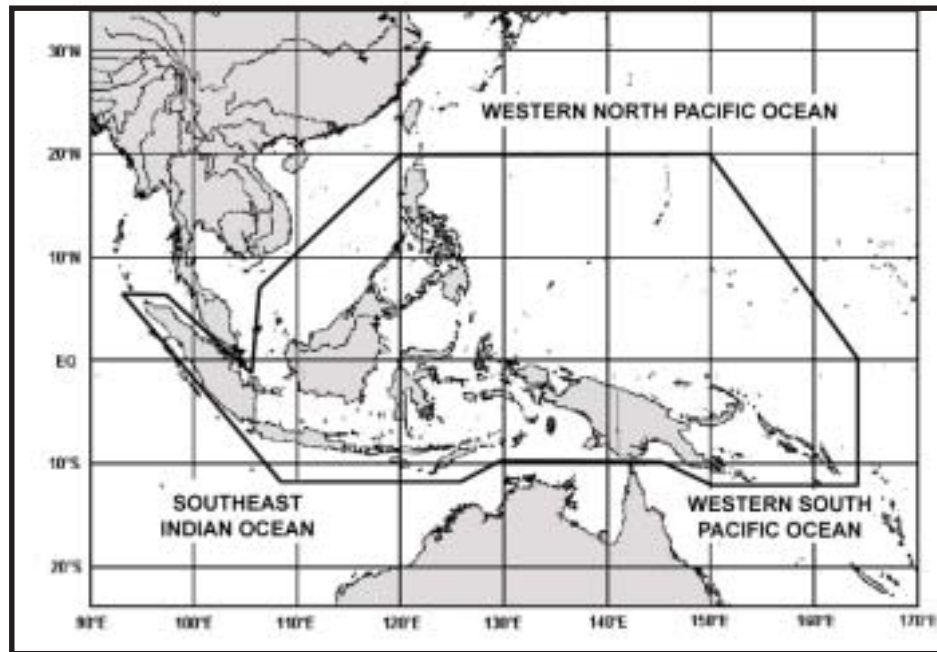 30°N
WESTERN NORTH PACIFIC OCEAN
20°N
10°N
EQ
10°S
SOUTHEAST
INDIAN OCEAN
WESTERN SOUTH
PACIFIC OCEAN
20°S
90°E 100°E 110°E 120°E 130°E 140°E 150°E 160°E 170°E